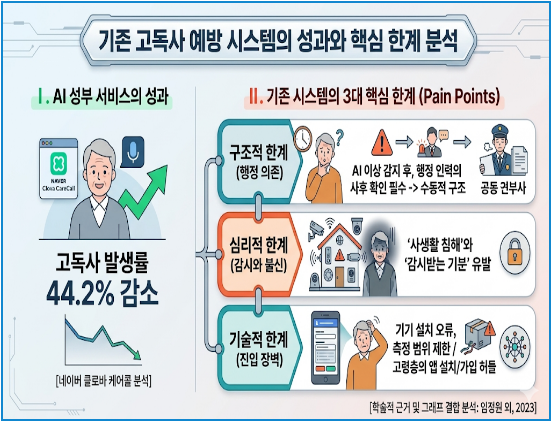 기존 고독사 예방 시스템의 성과와 핵심 한계 분석
I. AI 성부 서비스의 성과
NAVER
Clova CareCall
고독사 발생률
44.2% 감소
[네이버 클로바 케어콜 분석]
II. 기존 시스템의 3대 핵심 한계 (Pain Points)
구조적 한계
(행정 의존)
?
AI 이상 감지 후, 행정 인력의
사후 확인 필수 -> 수동적 구조
공동 권부사
심리적 한계
(감시와 불신)
'사생활 침해'와
'감시받는 기분' 유발
기술적 한계
(진입 장벽)
기기 설치 오류,
측정 범위 제한 /
고령층의 앱 설치/가입 허들
[학술적 근거 및 그래프 결합 분석: 임정원 외, 2023]